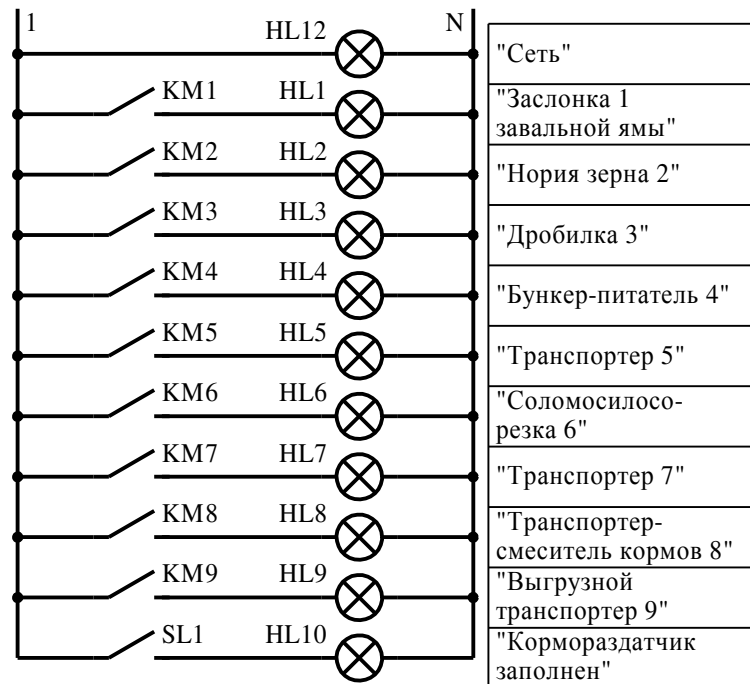 1 N
HL12 "Сеть"
KM1 HL1 "Заслонка 1
завальной ямы"
KM2 HL2 "Нория зерна 2"
KM3 HL3 "Дробилка 3"
KM4 HL4 "Бункер-питатель 4"
KM5 HL5 "Транспортер 5"
KM6 HL6 "Соломосилосо-
резка 6"
KM7 HL7 "Транспортер 7"
KM8 HL8 "Транспортер-
смеситель кормов 8"
KM9 HL9 "Выгрузной
транспортер 9"
SL1 HL10 "Кормораздатчик
заполнен"